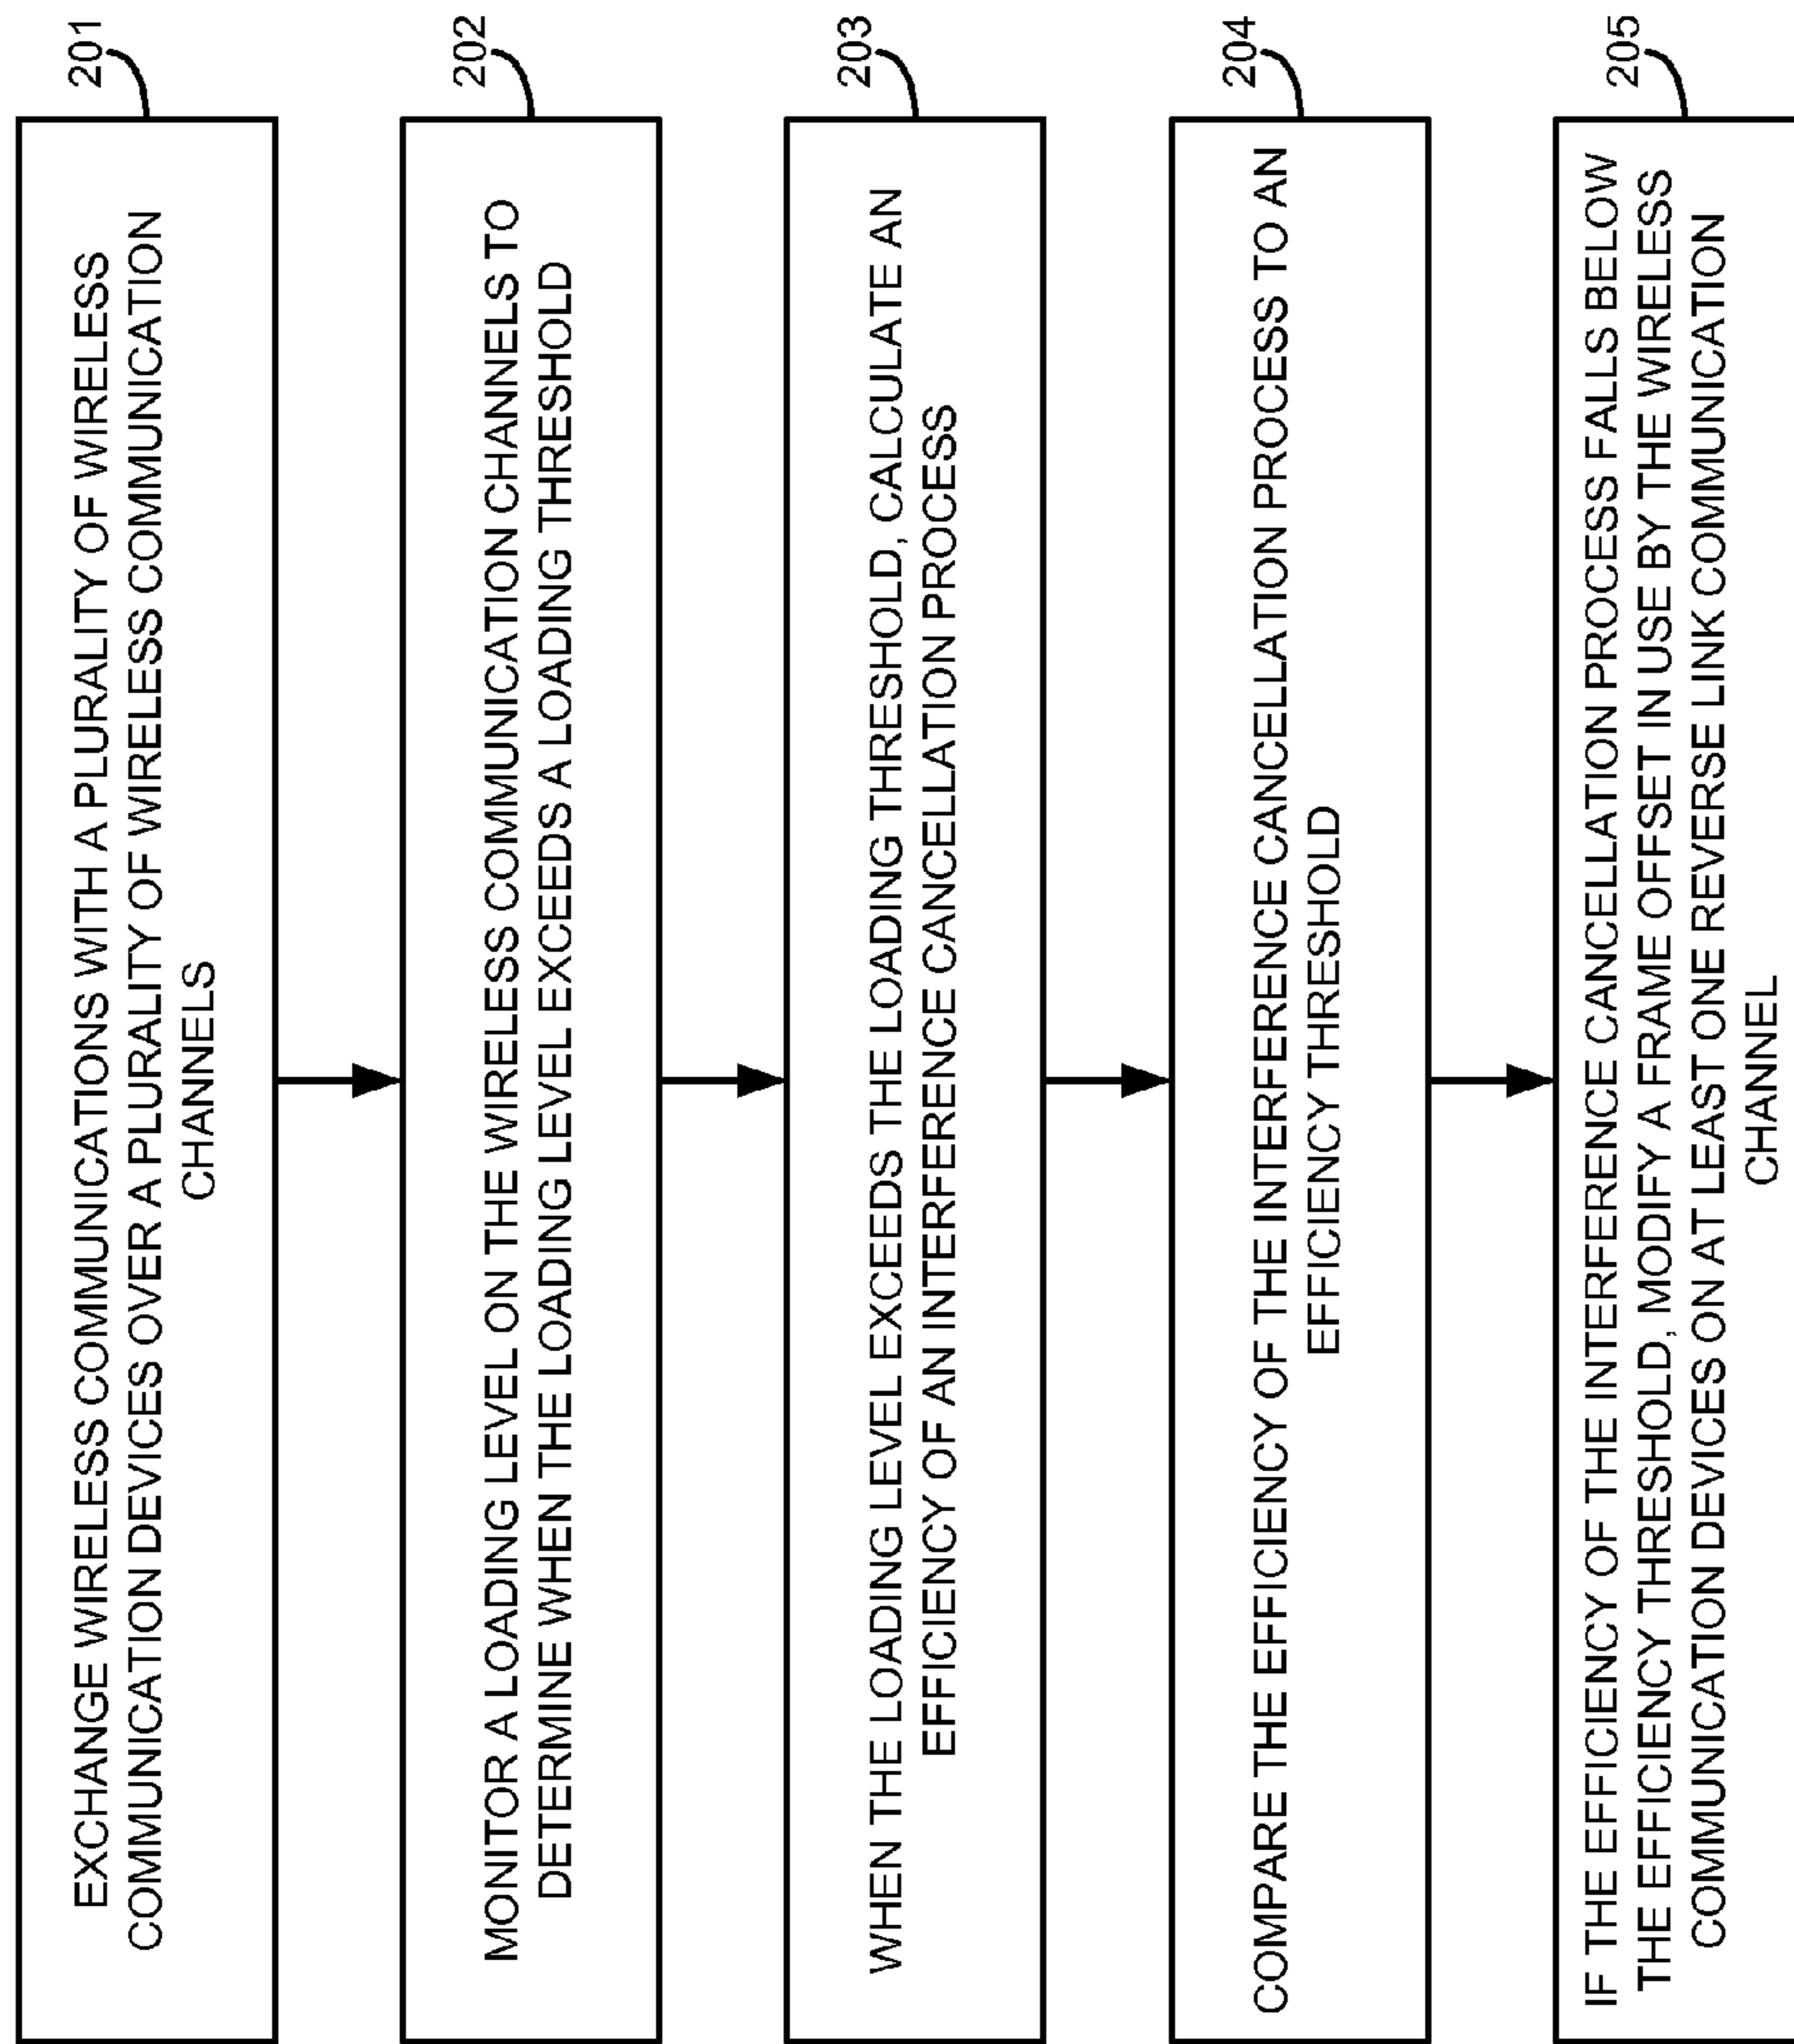 201
EXCHANGE WIRELESS COMMUNICATIONS WITH A PLURALITY OF WIRELESS
COMMUNICATION DEVICES OVER A PLURALITY OF WIRELESS COMMUNICATION
CHANNELS
202
MONITOR A LOADING LEVEL ON THE WIRELESS COMMUNICATION CHANNELS TO
DETERMINE WHEN THE LOADING LEVEL EXCEEDS A LOADING THRESHOLD
203
WHEN THE LOADING LEVEL EXCEEDS THE LOADING THRESHOLD, CALCULATE AN
EFFICIENCY OF AN INTERFERENCE CANCELLATION PROCESS
204
COMPARE THE EFFICIENCY OF THE INTERFERENCE CANCELLATION PROCESS TO AN
EFFICIENCY THRESHOLD
205
IF THE EFFICIENCY OF THE INTERFERENCE CANCELLATION PROCESS FALLS BELOW
THE EFFICIENCY THRESHOLD, MODIFY A FRAME OFFSET IN USE BY THE WIRELESS
COMMUNICATION DEVICES ON AT LEAST ONE REVERSE LINK COMMUNICATION
CHANNEL